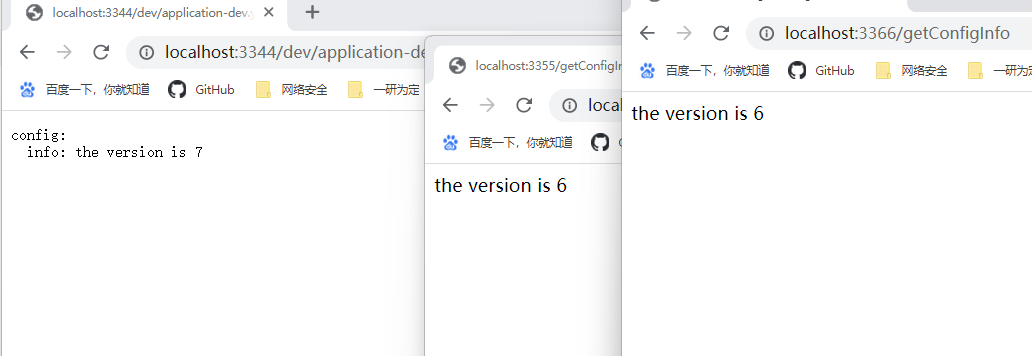 localhost:3344/dev/application-dev.y
localhost:3344/dev/application-de
百度一下，你就知道 GitHub 网络安全 一研为定
config:
info: the version is 7
localhost:3355/getConfigIn
loca
百度一下，你就知道
the version is 6
localhost:3366/getConfigInfo
百度一下，你就知道 GitHub 网络安全 一研为定
the version is 6